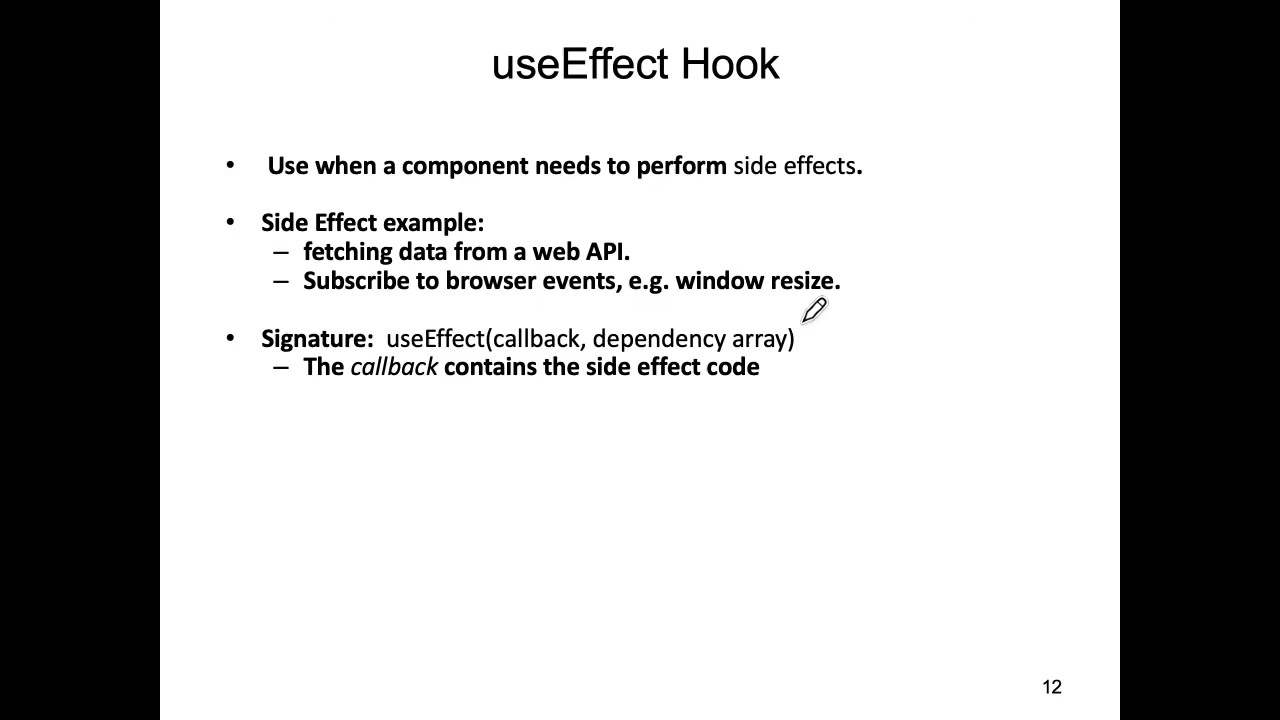 useEffect Hook
• Use when a component needs to perform side effects.
• Side Effect example:
– fetching data from a web API.
– Subscribe to browser events, e.g. window resize.
• Signature: useEffect(callback, dependency array)
– The callback contains the side effect code
12